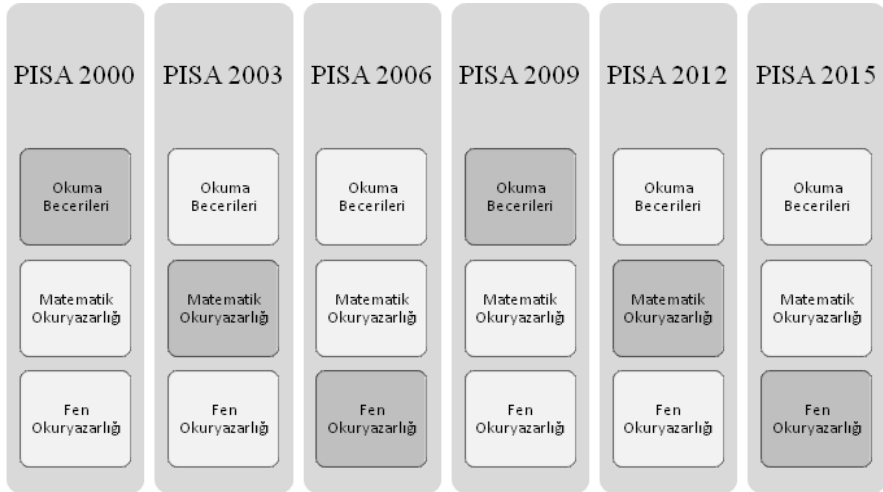 PISA 2000
Okuma
Becerileri
Matematik
Okuryazarlığı
Fen
Okuryazarlığı
PISA 2003
Okuma
Becerileri
Matematik
Okuryazarlığı
Fen
Okuryazarlığı
PISA 2006
Okuma
Becerileri
Matematik
Okuryazarlığı
Fen
Okuryazarlığı
PISA 2009
Okuma
Becerileri
Matematik
Okuryazarlığı
Fen
Okuryazarlığı
PISA 2012
Okuma
Becerileri
Matematik
Okuryazarlığı
Fen
Okuryazarlığı
PISA 2015
Okuma
Becerileri
Matematik
Okuryazarlığı
Fen
Okuryazarlığı